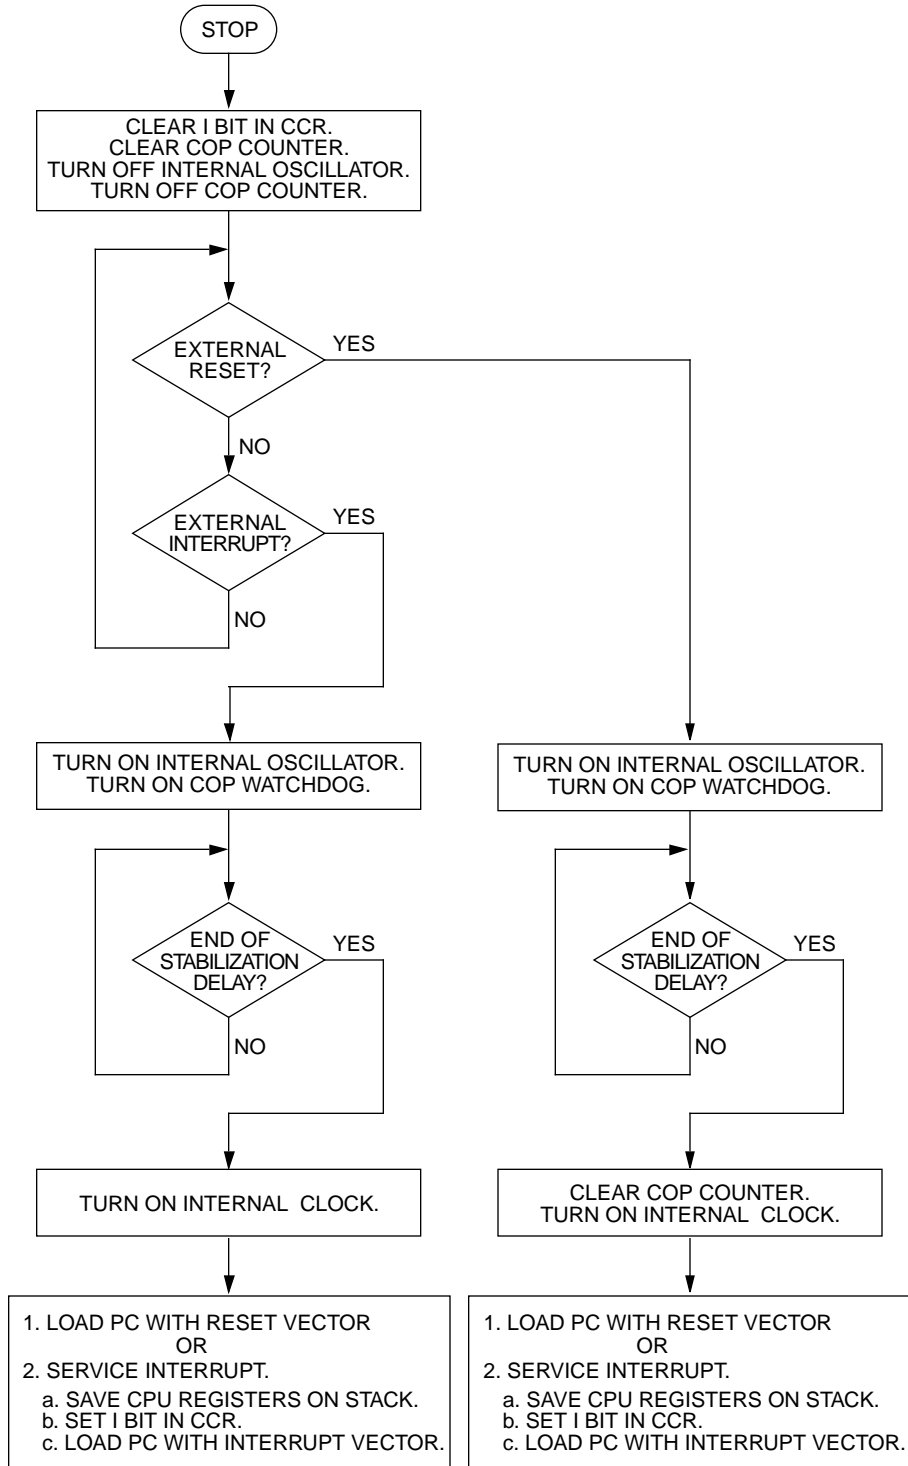 STOP
CLEAR I BIT IN CCR.
CLEAR COP COUNTER.
TURN OFF INTERNAL OSCILLATOR.
TURN OFF COP COUNTER.
EXTERNAL
RESET?
YES
NO
EXTERNAL
INTERRUPT?
YES
NO
TURN ON INTERNAL OSCILLATOR.
TURN ON COP WATCHDOG.
END OF
STABILIZATION
DELAY?
YES
NO
TURN ON INTERNAL CLOCK.
1. LOAD PC WITH RESET VECTOR
OR
2. SERVICE INTERRUPT.
a. SAVE CPU REGISTERS ON STACK.
b. SET I BIT IN CCR.
c. LOAD PC WITH INTERRUPT VECTOR.
TURN ON INTERNAL OSCILLATOR.
TURN ON COP WATCHDOG.
END OF
STABILIZATION
DELAY?
YES
NO
CLEAR COP COUNTER.
TURN ON INTERNAL CLOCK.
1. LOAD PC WITH RESET VECTOR
OR
2. SERVICE INTERRUPT.
a. SAVE CPU REGISTERS ON STACK.
b. SET I BIT IN CCR.
c. LOAD PC WITH INTERRUPT VECTOR.